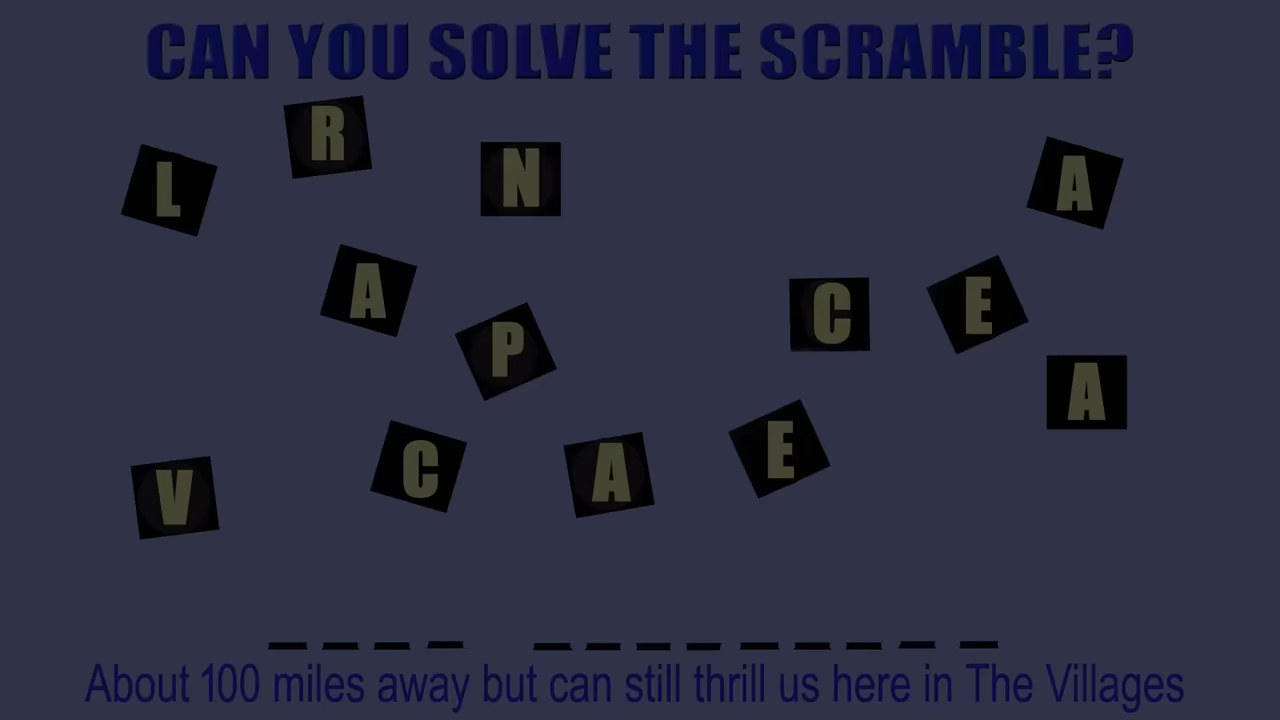 CAN YOU SOLVE THE SCRAMBLE?
L R N A
A P C E
A
V C A E
About 100 miles away but can still thrill us here in The Villages